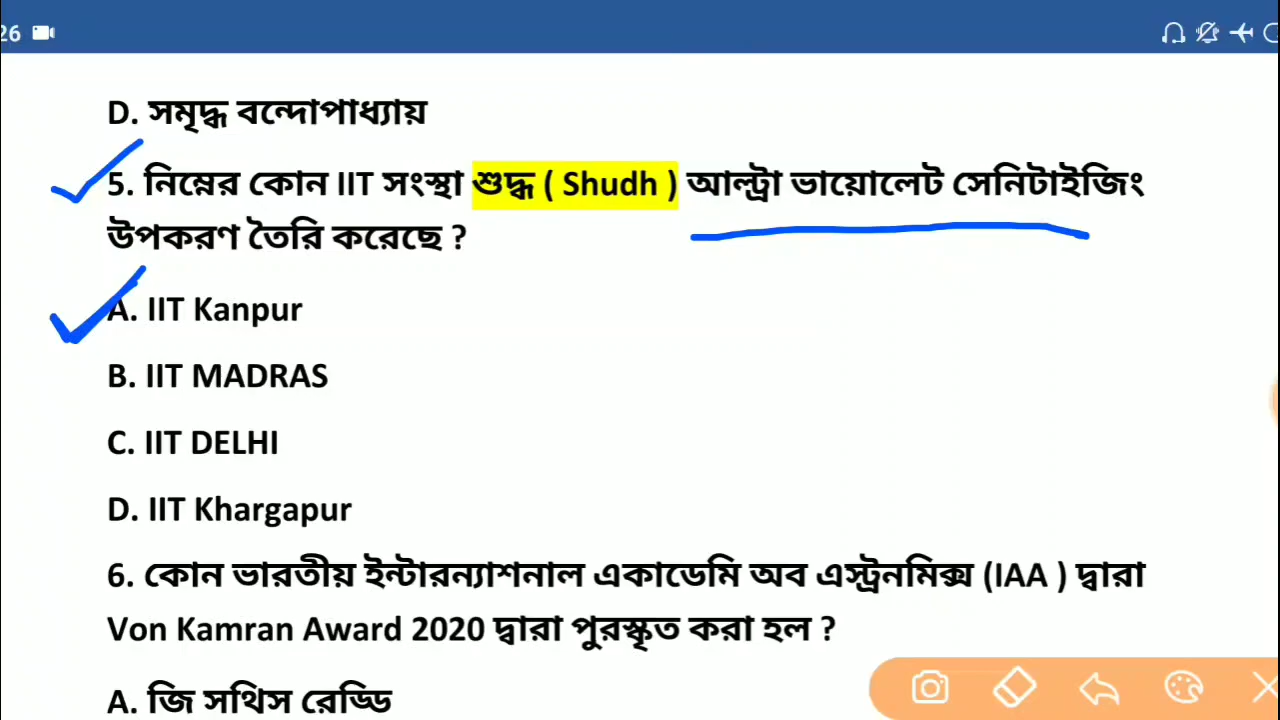 26
D. সমৃদ্ধ বন্দোপাধ্যায়
5. নিম্নের কোন IIT সংস্থা শুদ্ধ ( Shudh ) আল্ট্রা ভায়োলেট সেনিটাইজিং
উপকরণ তৈরি করেছে ?
A. IIT Kanpur
B. IIT MADRAS
C. IIT DELHI
D. IIT Khargapur
6. কোন ভারতীয় ইন্টারন্যাশনাল একাডেমি অব এস্ট্রনমিক্স (IAA ) দ্বারা
Von Kamran Award 2020 দ্বারা পুরস্কৃত করা হল ?
A. জি সথিস রেড্ডি